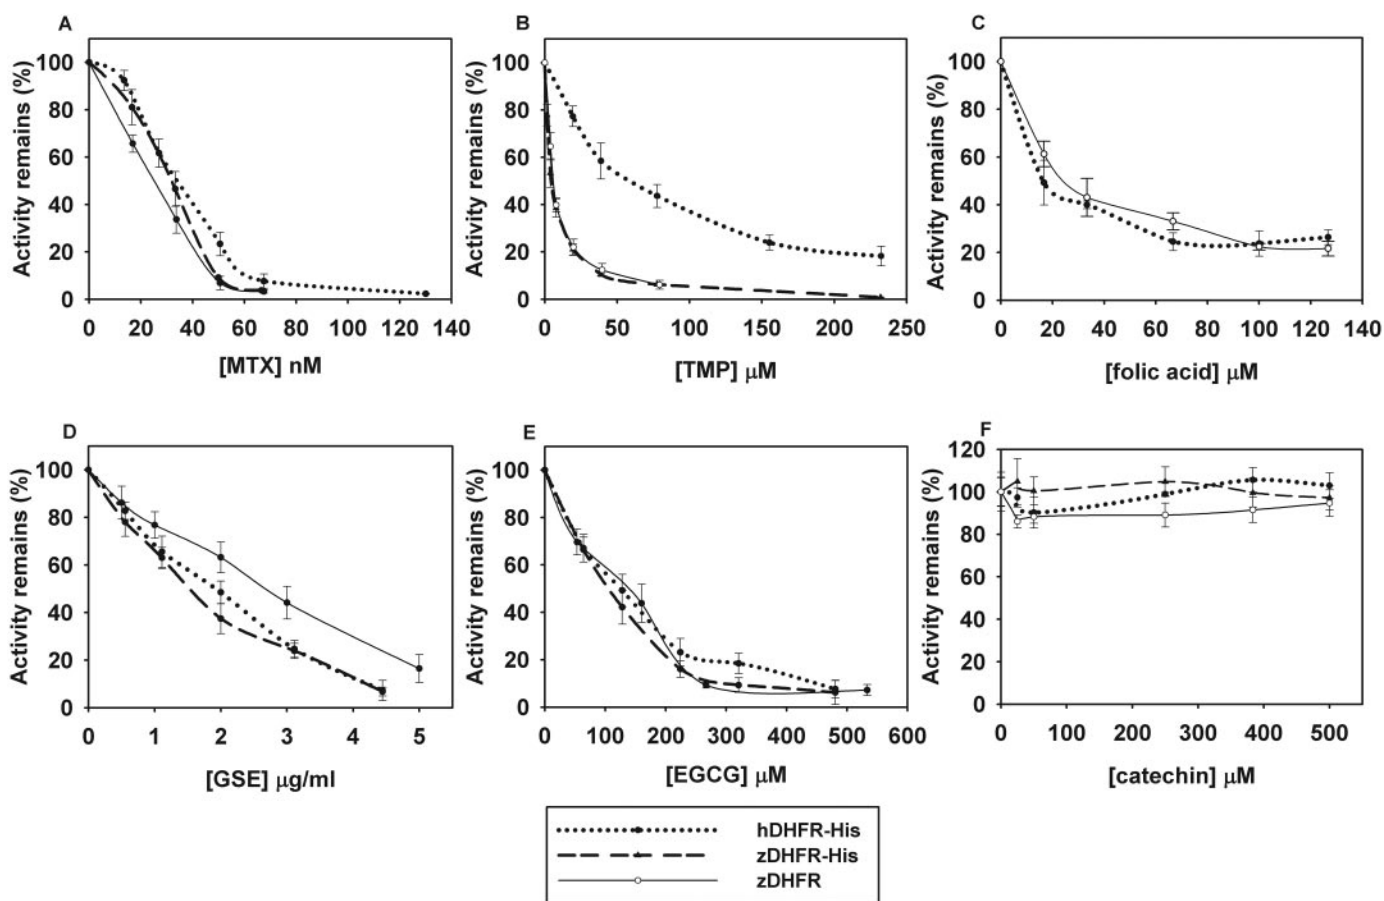 A
Activity remains (%)
100
80
60
40
20
0
0 20 40 60 80 100 120 140
[MTX] nM
B
Activity remains (%)
100
80
60
40
20
0
0 50 100 150 200 250
[TMP] μM
C
Activity remains (%)
100
80
60
40
20
0
0 20 40 60 80 100 120 140
[folic acid] μM
D
Activity remains (%)
100
80
60
40
20
0
0 1 2 3 4 5
[GSE] μg/ml
E
Activity remains (%)
100
80
60
40
20
0
0 100 200 300 400 500 600
[EGCG] μM
F
Activity remains (%)
120
100
80
60
40
20
0
0 100 200 300 400 500
[catechin] μM
hDHFR-His
zDHFR-His
zDHFR